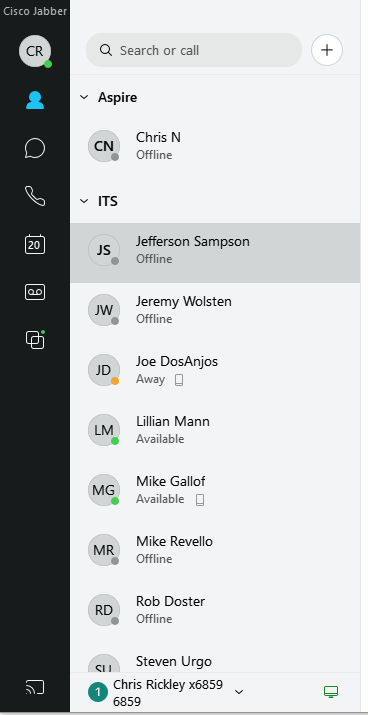 Cisco Jabber
CR
Search or call
Aspire
CN
Chris N
Offline
ITS
JS
Jefferson Sampson
Offline
JW
Jeremy Wolsten
Offline
JD
Joe DosAnjos
Away
LM
Lillian Mann
Available
MG
Mike Gallof
Available
MR
Mike Revello
Offline
RD
Rob Doster
Offline
SU
Steven Urgo
20
1
Chris Rickley x6859
6859